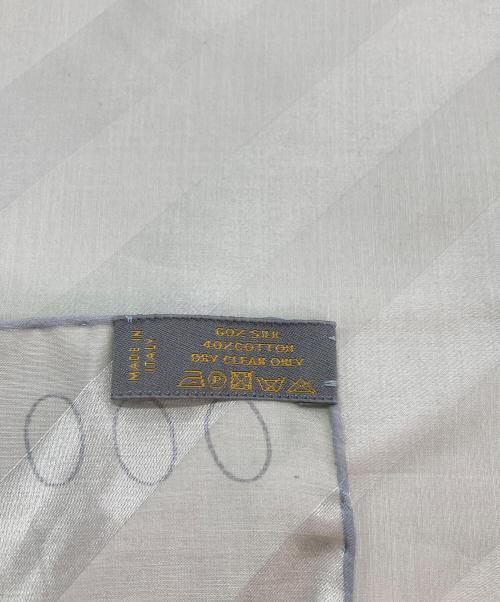 MADE IN
ITALY
60% SILK
40%COTTON
DRY CLEAN ONLY
P